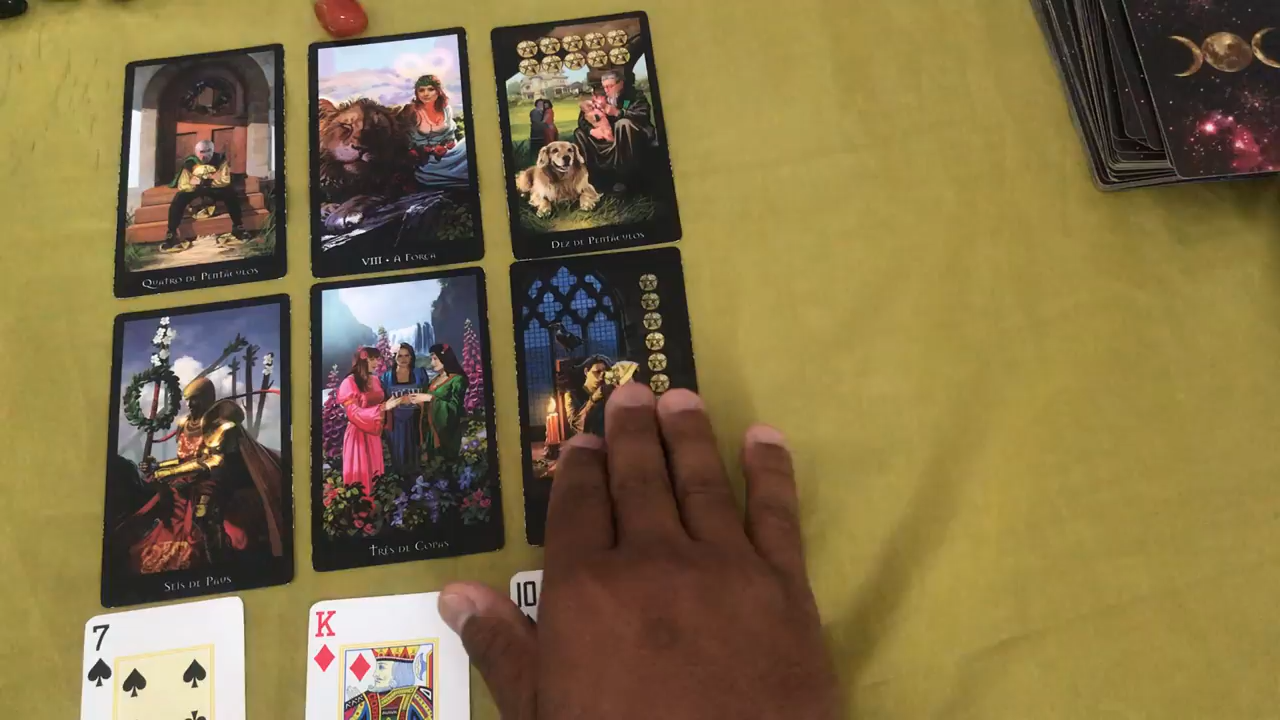 QUATRO DE PENTÁCULOS
VIII • A FORÇA
DEZ DE PENTÁCULOS
SEIS DE PAUS
TRÊS DE COPAS
7
K
10